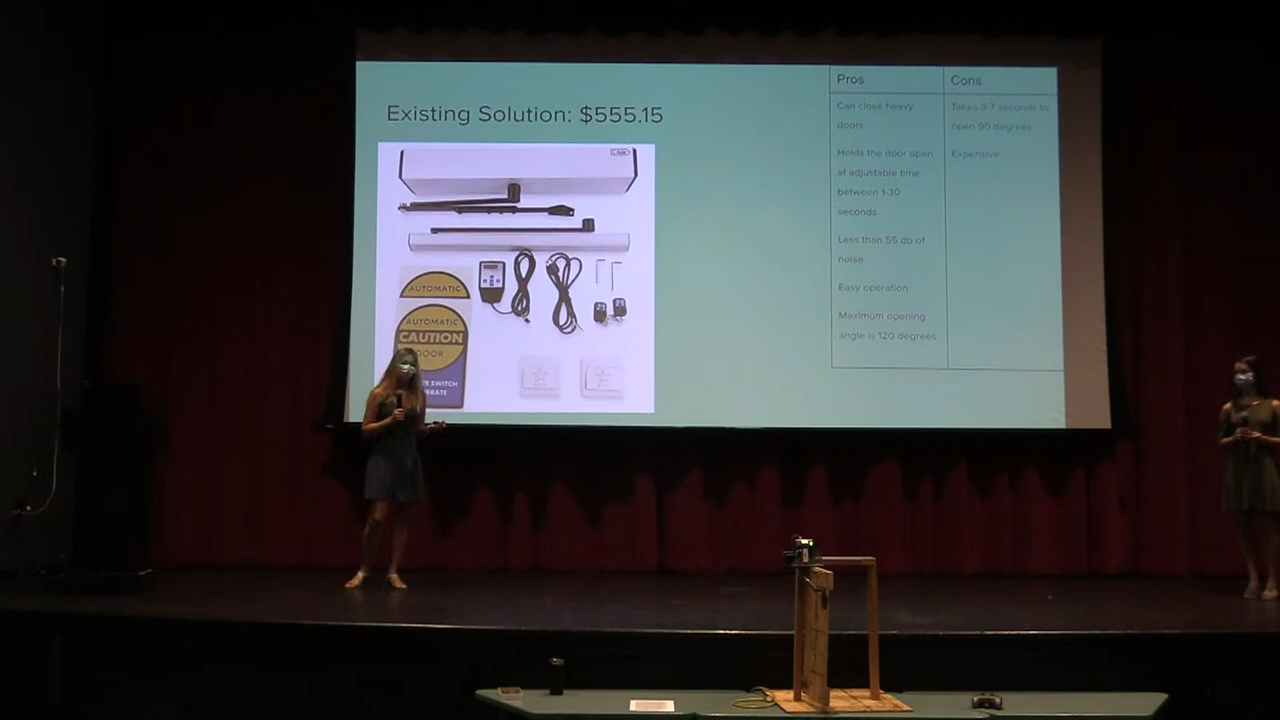 Existing Solution: $555.15
Pros
Cons
Can close heavy
doors
Holds the door open
at adjustable time
between 1-30
seconds
Less than 55 db of
noise
Easy operation
Maximum opening
angle is 120 degrees
Takes 3-7 seconds to
open 90 degrees
Expensive
AUTOMATIC
AUTOMATIC
CAUTION
DOOR
SWITCH